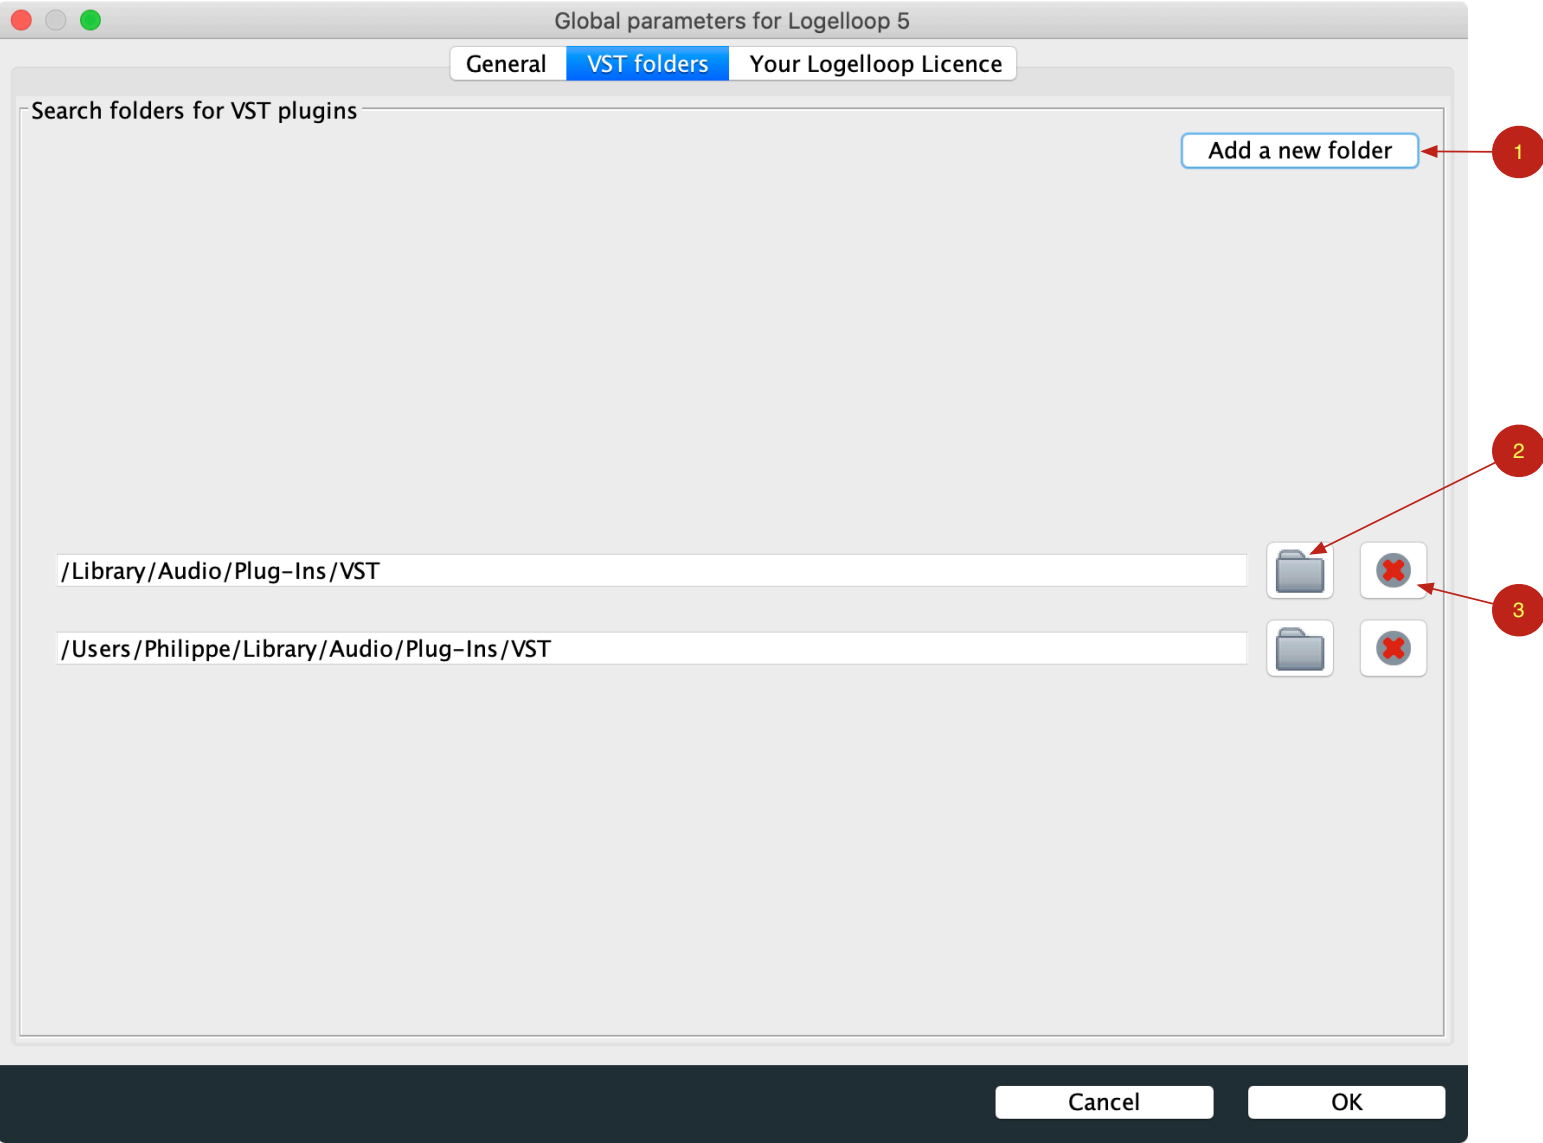 Global parameters for Logelloop 5
General VST folders Your Logelloop Licence
Search folders for VST plugins
Add a new folder
1
2
/Library/Audio/Plug-Ins/VST
3
/Users/Philippe/Library/Audio/Plug-Ins/VST
Cancel OK